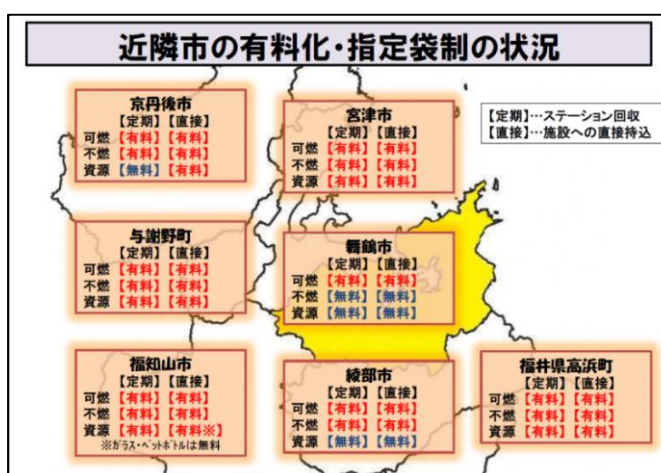 近隣市の有料化・指定袋制の状況
京丹後市
【定期】【直接】
可燃【有料】【有料】
不燃【有料】【有料】
資源【無料】【有料】
宮津市
【定期】【直接】
可燃【有料】【有料】
不燃【有料】【有料】
資源【有料】【有料】
【定期】…ステーション回収
【直接】…施設への直接持込
与謝野町
【定期】【直接】
可燃【有料】【有料】
不燃【有料】【有料】
資源【有料】【有料】
舞鶴市
【定期】【直接】
可燃【有料】【有料】
不燃【無料】【無料】
資源【無料】【無料】
福知山市
【定期】【直接】
可燃【有料】【有料】
不燃【有料】【有料】
資源【有料】【有料※】
※ガラス・ペットボトルは無料
綾部市
【定期】【直接】
可燃【有料】【有料】
不燃【有料】【有料】
資源【無料】【無料】
福井県高浜町
【定期】【直接】
可燃【有料】【有料】
不燃【有料】【有料】
資源【有料】【有料】